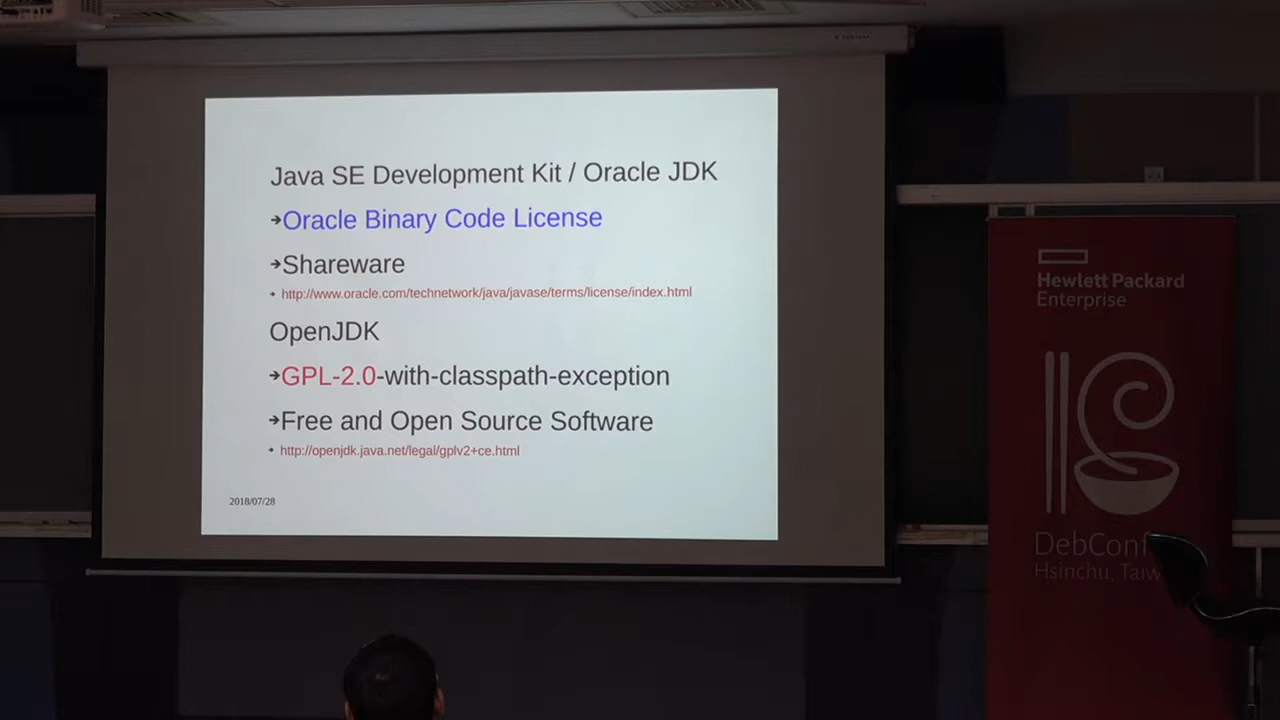 Java SE Development Kit / Oracle JDK
➔Oracle Binary Code License
➔Shareware
➔ http://www.oracle.com/technetwork/java/javase/terms/license/index.html
OpenJDK
➔GPL-2.0-with-classpath-exception
➔Free and Open Source Software
➔ http://openjdk.java.net/legal/gplv2+ce.html
2018/07/28
Hewlett Packard
Enterprise
DebConf
Hsinchu, Taiw